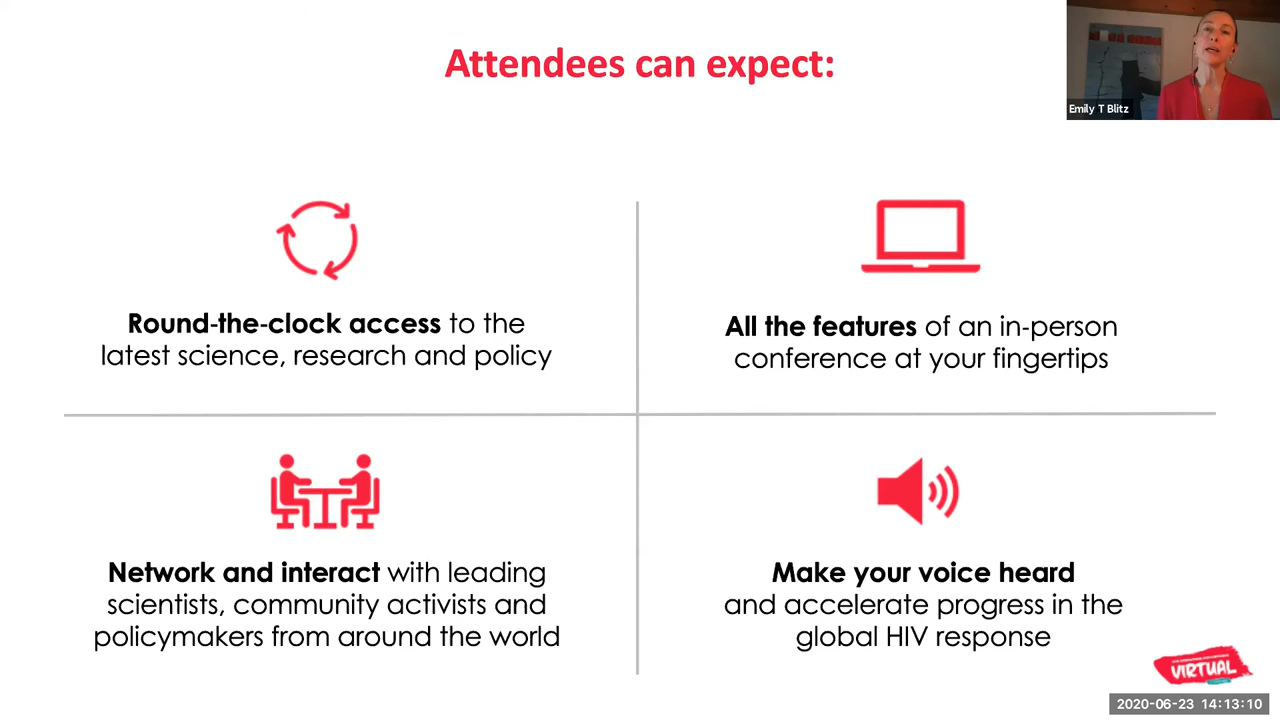 Attendees can expect:
Emily T Blitz
Round-the-clock access to the
latest science, research and policy
All the features of an in-person
conference at your fingertips
Network and interact with leading
scientists, community activists and
policymakers from around the world
Make your voice heard
and accelerate progress in the
global HIV response
VIRTUAL
2020-06-23 14:13:10